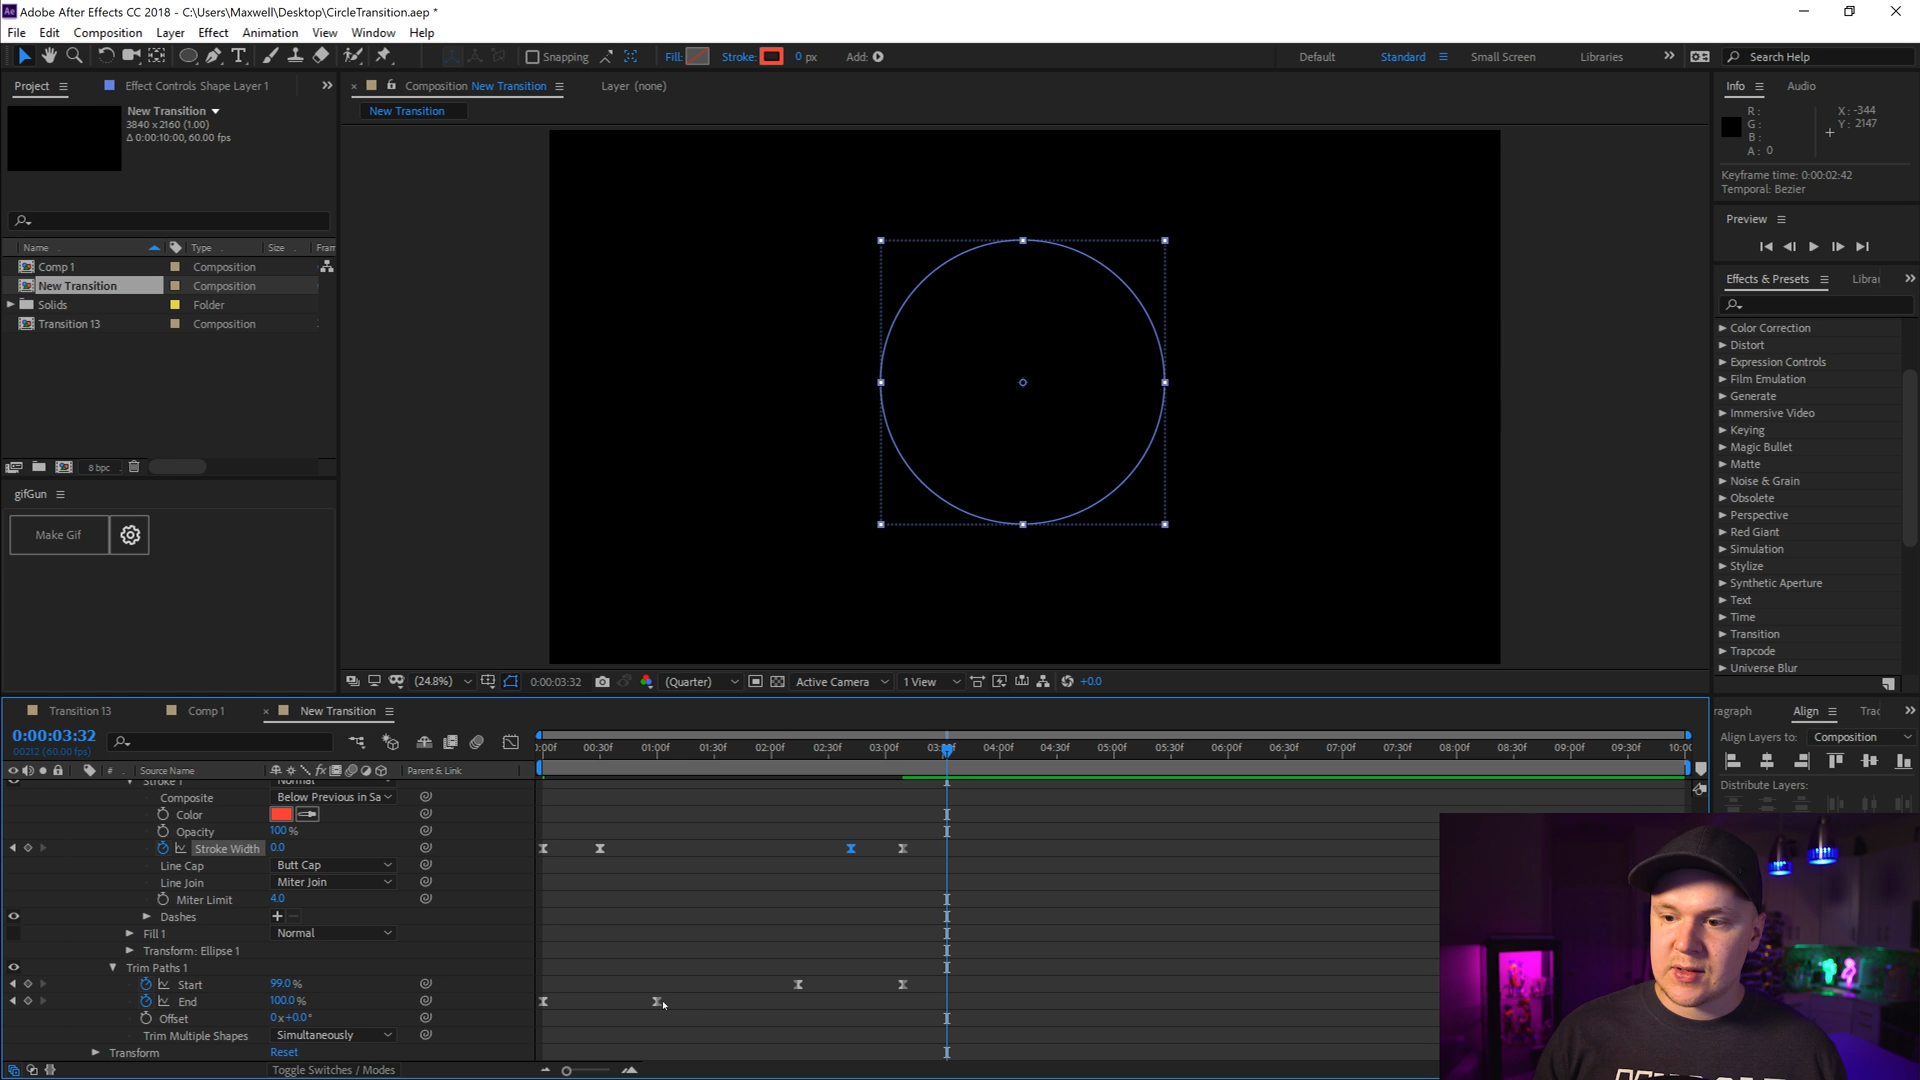 Adobe After Effects CC 2018 - C:\Users\Maxwell\Desktop\CircleTransition.aep *
File Edit Composition Layer Effect Animation View Window Help
Snapping Fill: Stroke: 0 px Add: Default Standard Small Screen Libraries Search Help
Project Effect Controls Shape Layer 1
Composition New Transition Layer (none)
Info Audio
New Transition
3840 x 2160 (1.00)
Δ 0:00:10:00, 60.00 fps
New Transition
R: G: B: A: 0
X: -344
Y: 2147
Keyframe time: 0:00:02:42
Temporal: Bezier
Preview
Name Type Size Fram
Comp 1 Composition
New Transition Composition
Solids Folder
Transition 13 Composition
Effects & Presets Librai
Color Correction
Distort
Expression Controls
Film Emulation
Generate
Immersive Video
Keying
Magic Bullet
Matte
Noise & Grain
Obsolete
Perspective
Red Giant
Simulation
Stylize
Synthetic Aperture
Text
Time
Transition
Trapcode
Universe Blur
8 bpc
gifGun
Make Gif
(24.8%) 0:00:03:32 (Quarter) Active Camera 1 View +0.0
Transition 13 Comp 1 New Transition
ragraph Align Trac
Align Layers to: Composition
Distribute Layers:
0:00:03:32
00212 (60.00 fps)
00:30f 01:00f 01:30f 02:00f 02:30f 03:00f 04:00f 04:30f 05:00f 05:30f 06:00f 06:30f 07:00f 07:30f 08:00f 08:30f 09:00f 09:30f
# Source Name Parent & Link
Stroke 1 Normal
Composite Below Previous in Sa
Color
Opacity 100 %
Stroke Width 0.0
Line Cap Butt Cap
Line Join Miter Join
Miter Limit 4.0
Dashes + −
Fill 1 Normal
Transform: Ellipse 1
Trim Paths 1
Start 99.0 %
End 100.0 %
Offset 0 x +0.0 °
Trim Multiple Shapes Simultaneously
Transform Reset
Toggle Switches / Modes